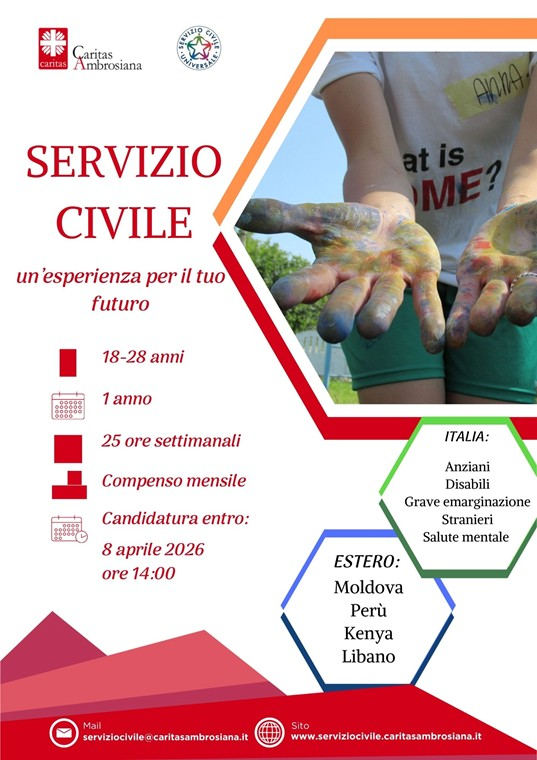 caritas
Caritas
Ambrosiana
SERVIZIO CIVILE
UNIVERSALE
SERVIZIO
CIVILE
un'esperienza per il tuo
futuro
18-28 anni
1 anno
25 ore settimanali
Compenso mensile
Candidatura entro:
8 aprile 2026
ore 14:00
ANNA
at is
OME?
ITALIA:
Anziani
Disabili
Grave emarginazione
Stranieri
Salute mentale
ESTERO:
Moldova
Perù
Kenya
Libano
Mail
serviziocivile@caritasambrosiana.it
Sito
www.serviziocivile.caritasambrosiana.it